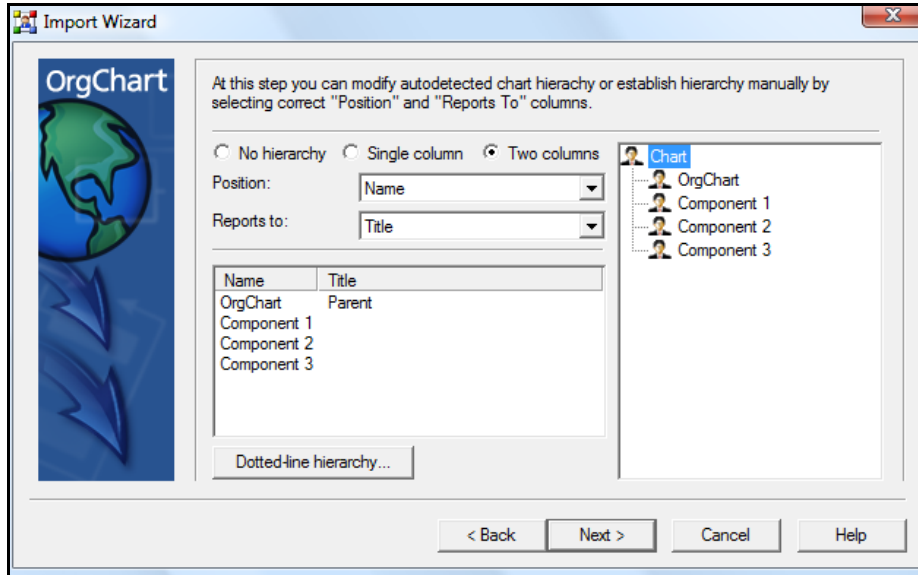 Import Wizard
OrgChart
At this step you can modify autodetected chart hierachy or establish hierarchy manually by
selecting correct "Position" and "Reports To" columns.
No hierarchy Single column Two columns
Position: Name
Reports to: Title
Name Title
OrgChart Parent
Component 1
Component 2
Component 3
Dotted-line hierarchy...
Chart
OrgChart
Component 1
Component 2
Component 3
< Back Next > Cancel Help